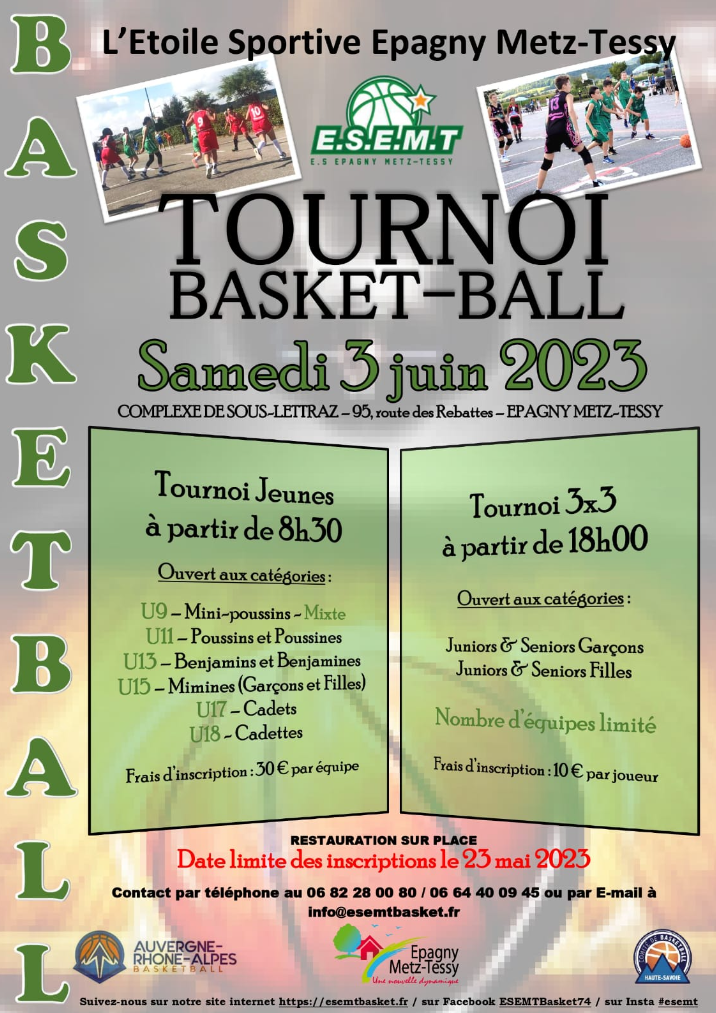 BASKETBALL
L'Etoile Sportive Epagny Metz-Tessy
9
10
13
E.S.E.M.T
E.S EPAGNY METZ-TESSY
TOURNOI
BASKET-BALL
Samedi 3 juin 2023
COMPLEXE DE SOUS-LETTRAZ – 95, route des Rebattes – EPAGNY METZ-TESSY
Tournoi Jeunes
à partir de 8h30
Ouvert aux catégories :
U9 – Mini-poussins - Mixte
U11 – Poussins et Poussines
U13 – Benjamins et Benjamines
U15 – Mimines (Garçons et Filles)
U17 – Cadets
U18 - Cadettes
Frais d'inscription : 30 € par équipe
Tournoi 3x3
à partir de 18h00
Ouvert aux catégories :
Juniors & Seniors Garçons
Juniors & Seniors Filles
Nombre d'équipes limité
Frais d'inscription : 10 € par joueur
RESTAURATION SUR PLACE
Date limite des inscriptions le 23 mai 2023
Contact par téléphone au 06 82 28 00 80 / 06 64 40 09 45 ou par E-mail à
info@esemtbasket.fr
AUVERGNE-
RHONE-ALPES
BASKETBALL
Epagny
Metz-Tessy
Une nouvelle dynamique
COMITÉ DE BASKETBALL
HAUTE-SAVOIE
Suivez-nous sur notre site internet https://esemtbasket.fr / sur Facebook ESEMTBasket74 / sur Insta #esemt